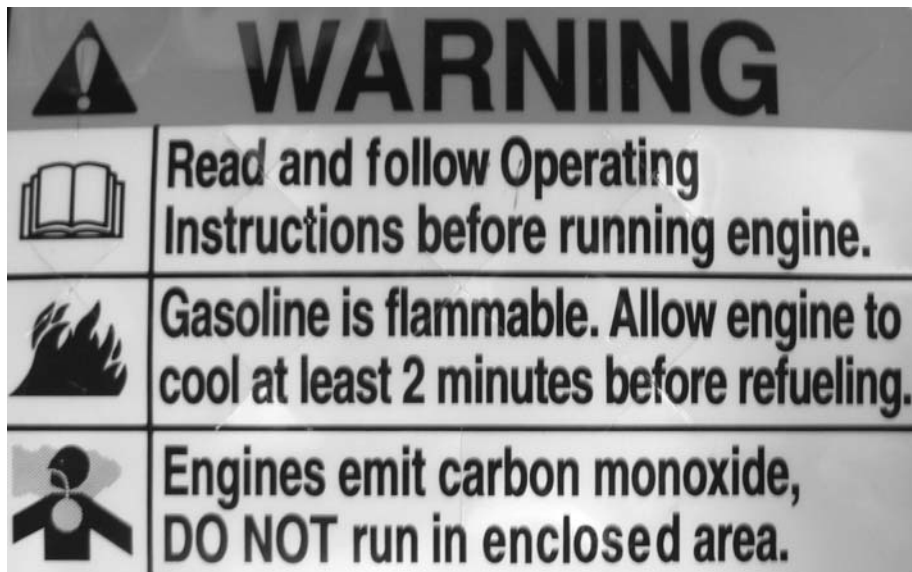 WARNING
Read and follow Operating
Instructions before running engine.
Gasoline is flammable. Allow engine to
cool at least 2 minutes before refueling.
Engines emit carbon monoxide,
DO NOT run in enclosed area.